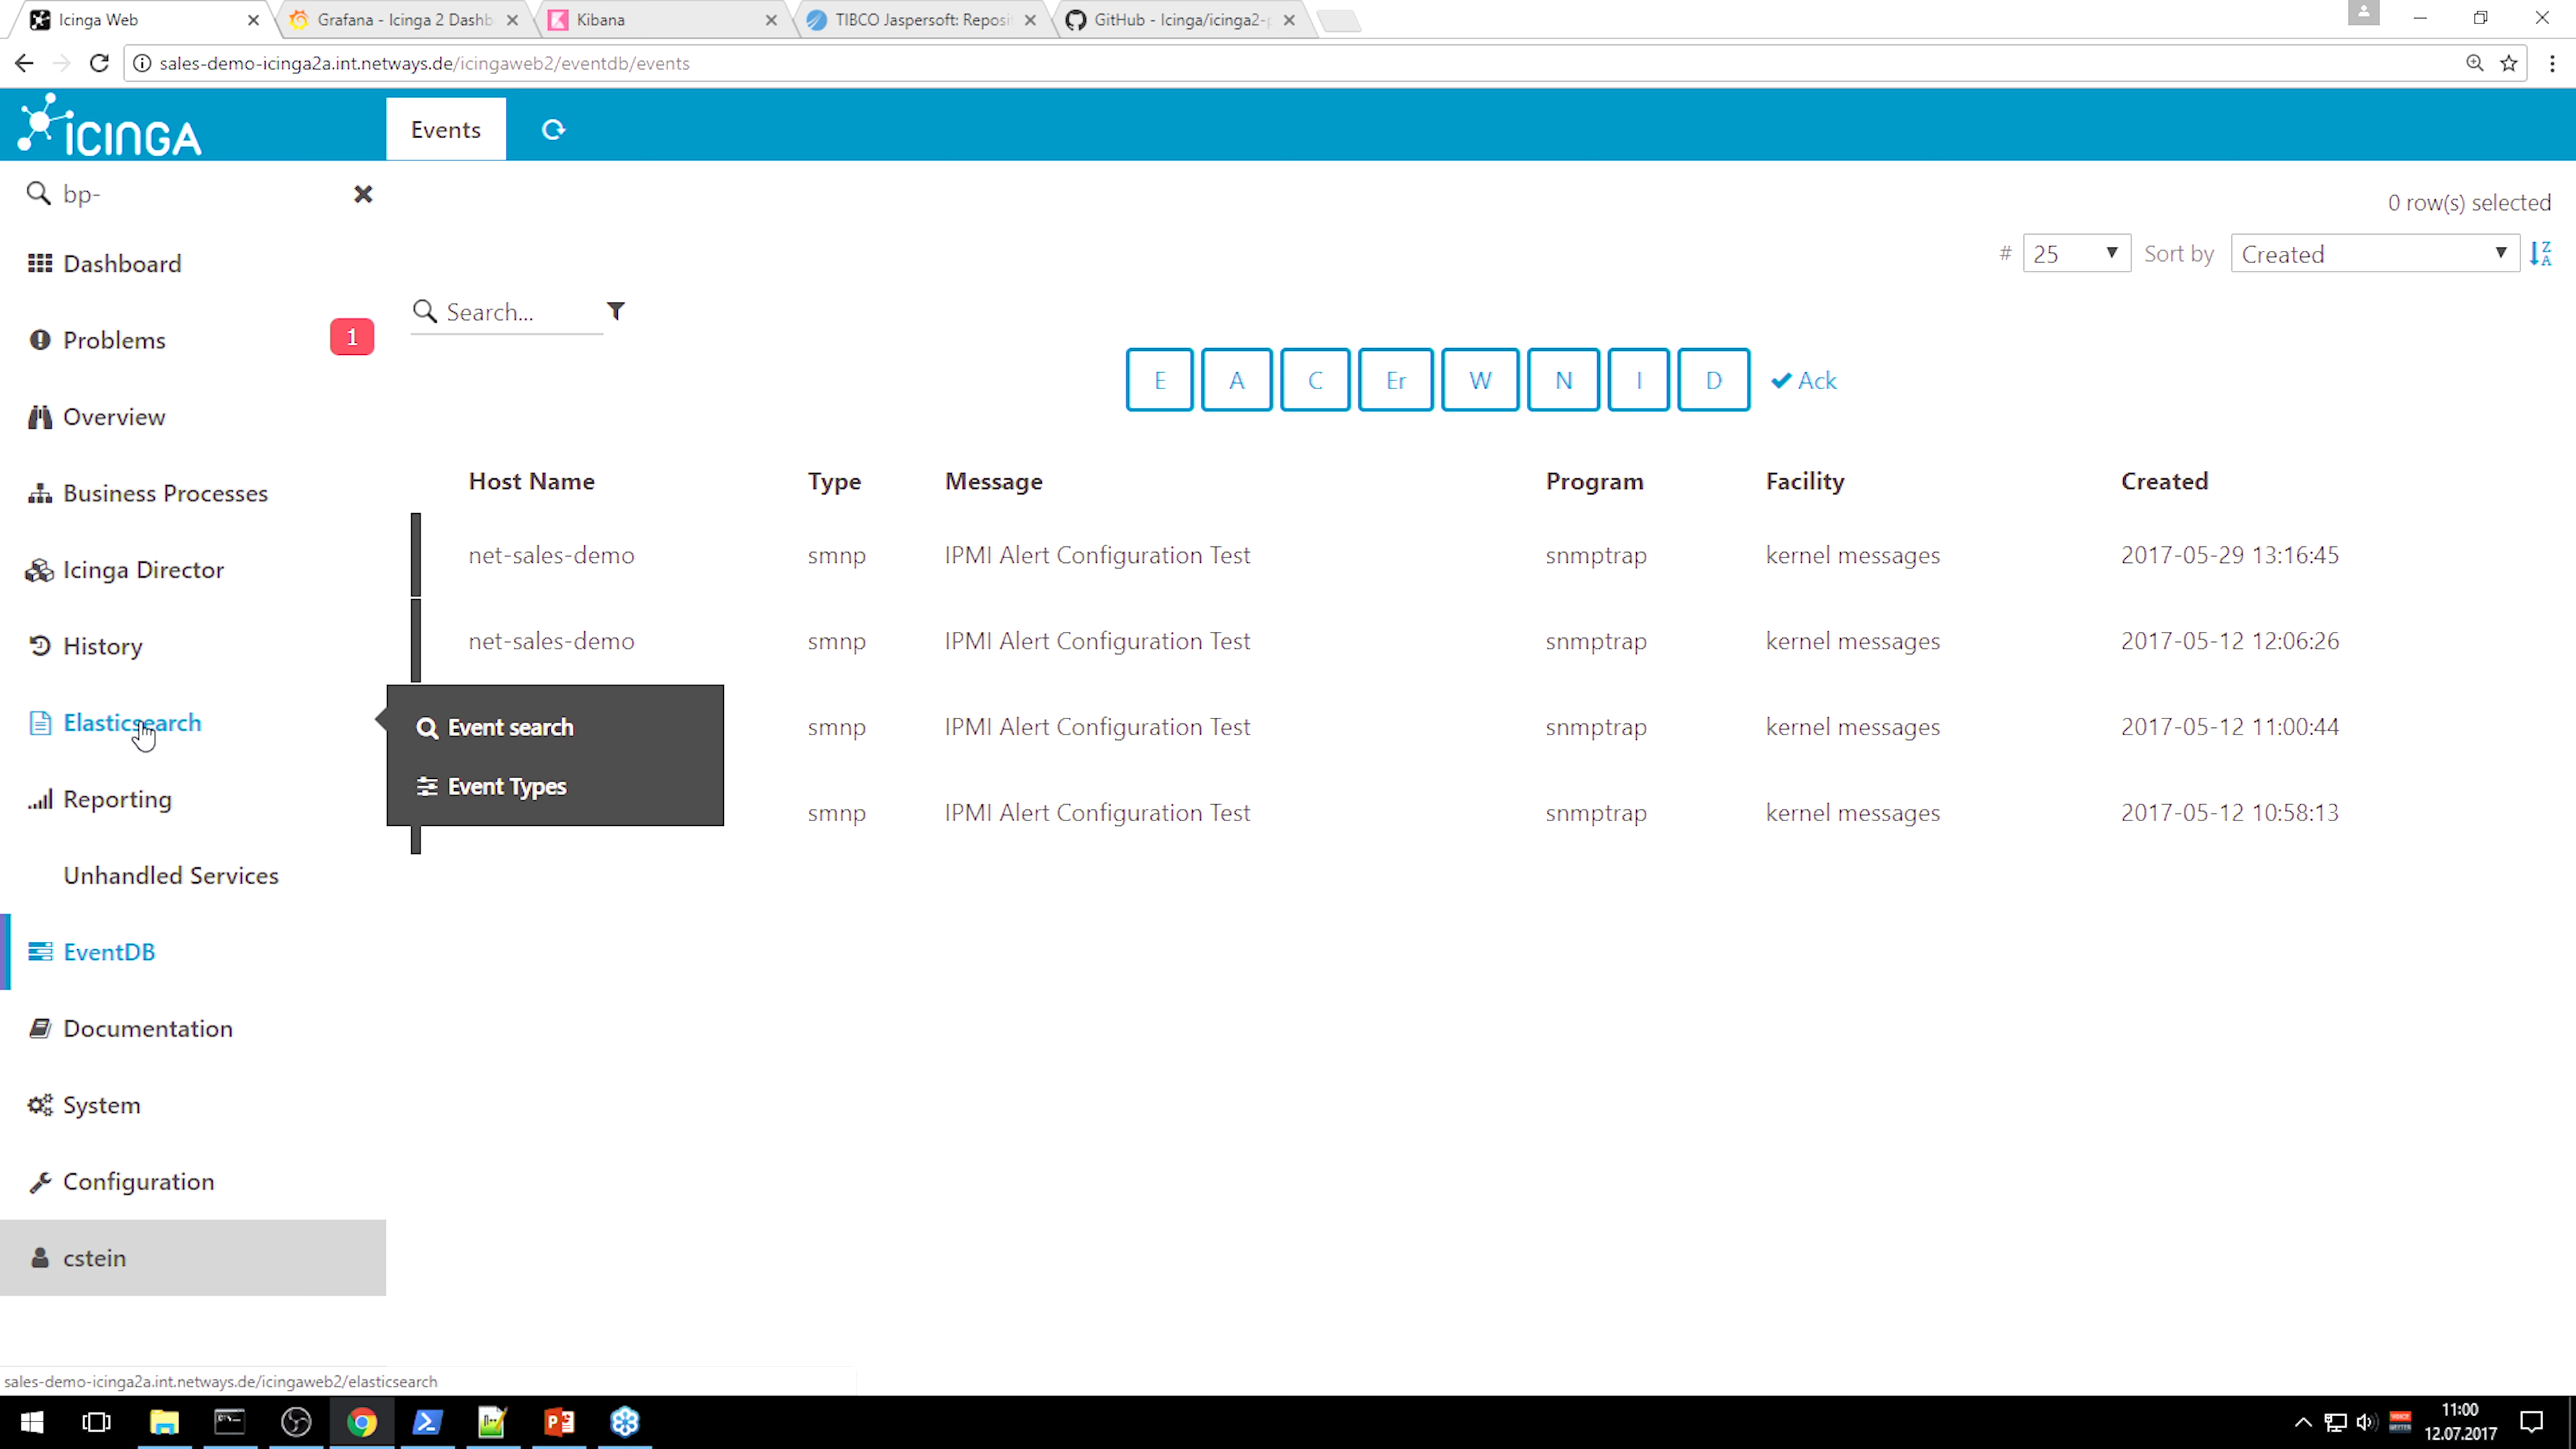 Icinga Web
Grafana - Icinga 2 Dashb
Kibana
TIBCO Jaspersoft: Reposi
GitHub - Icinga/icinga2-p
sales-demo-icinga2a.int.netways.de/icingaweb2/eventdb/events
ICINGA
Events
bp-
0 row(s) selected
# 25 Sort by Created
Search...
E A C Er W N I D Ack
Dashboard
Problems 1
Overview
Business Processes
Icinga Director
History
Elasticsearch
Reporting
Unhandled Services
EventDB
Documentation
System
Configuration
cstein
Event search
Event Types
Host Name Type Message Program Facility Created
net-sales-demo smnp IPMI Alert Configuration Test snmptrap kernel messages 2017-05-29 13:16:45
net-sales-demo smnp IPMI Alert Configuration Test snmptrap kernel messages 2017-05-12 12:06:26
smnp IPMI Alert Configuration Test snmptrap kernel messages 2017-05-12 11:00:44
smnp IPMI Alert Configuration Test snmptrap kernel messages 2017-05-12 10:58:13
sales-demo-icinga2a.int.netways.de/icingaweb2/elasticsearch
11:00
12.07.2017